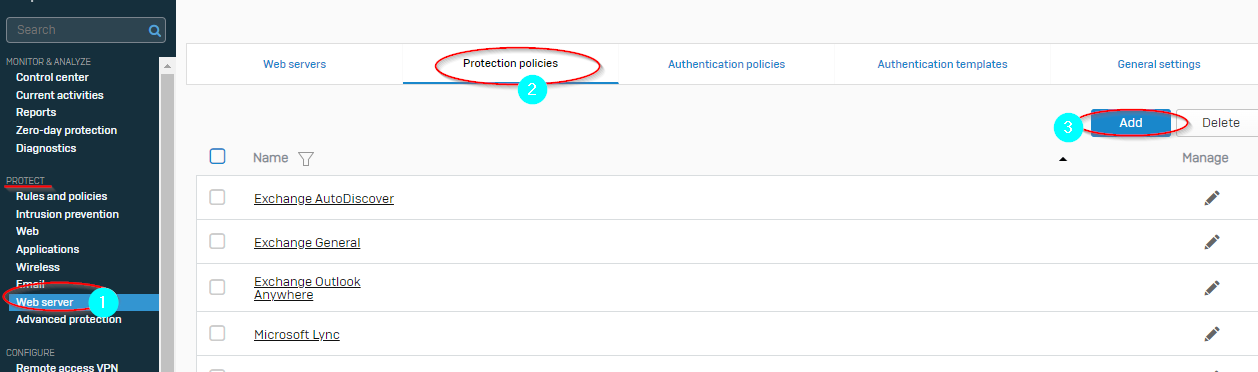 Search
MONITOR & ANALYZE
Control center
Current activities
Reports
Zero-day protection
Diagnostics
PROTECT
Rules and policies
Intrusion prevention
Web
Applications
Wireless
Email
Web server 1
Advanced protection
CONFIGURE
Remote access VPN
Web servers Protection policies Authentication policies Authentication templates General settings
2
3 Add Delete
Name Manage
Exchange AutoDiscover
Exchange General
Exchange Outlook
Anywhere
Microsoft Lync